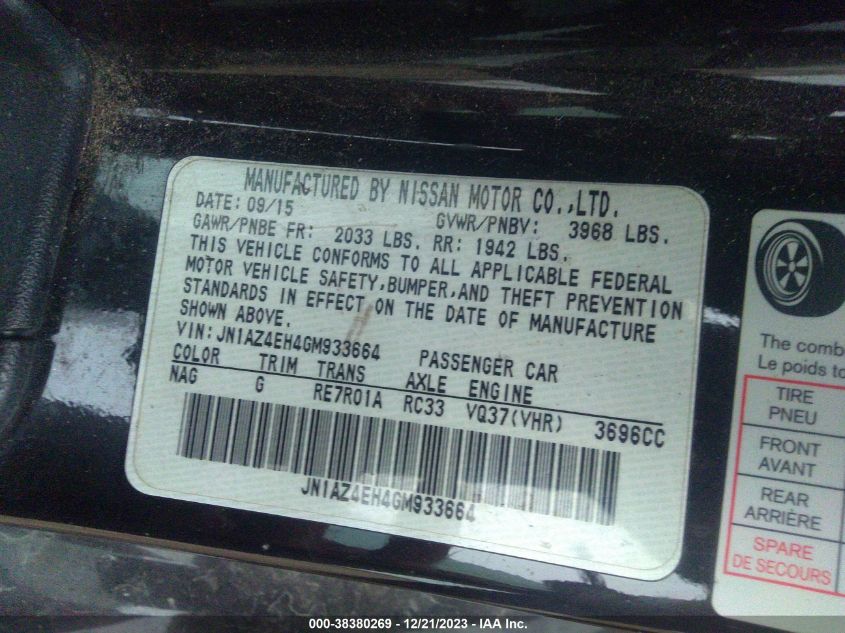 MANUFACTURED BY NISSAN MOTOR CO.,LTD.
DATE: 09/15 GVWR/PNBV: 3968 LBS.
GAWR/PNBE FR: 2033 LBS. RR: 1942 LBS.
THIS VEHICLE CONFORMS TO ALL APPLICABLE FEDERAL
MOTOR VEHICLE SAFETY,BUMPER,AND THEFT PREVENTION
STANDARDS IN EFFECT ON THE DATE OF MANUFACTURE
SHOWN ABOVE.
VIN:JN1AZ4EH4GM933664 PASSENGER CAR
COLOR TRIM TRANS AXLE ENGINE
NAG G RE7R01A RC33 VQ37(VHR) 3696CC
JN1AZ4EH4GM933664
The comb
Le poids to
TIRE
PNEU
FRONT
AVANT
REAR
ARRIÈRE
SPARE
DE SECOURS
000-38380269 - 12/21/2023 - IAA Inc.